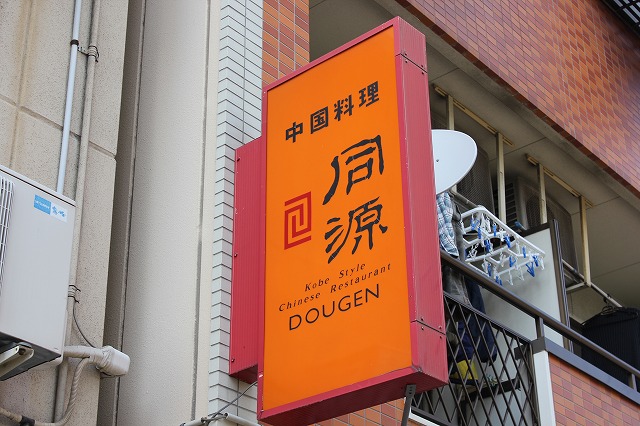 中国料理
同
源
Kobe Style
Chinese Restaurant
DOUGEN